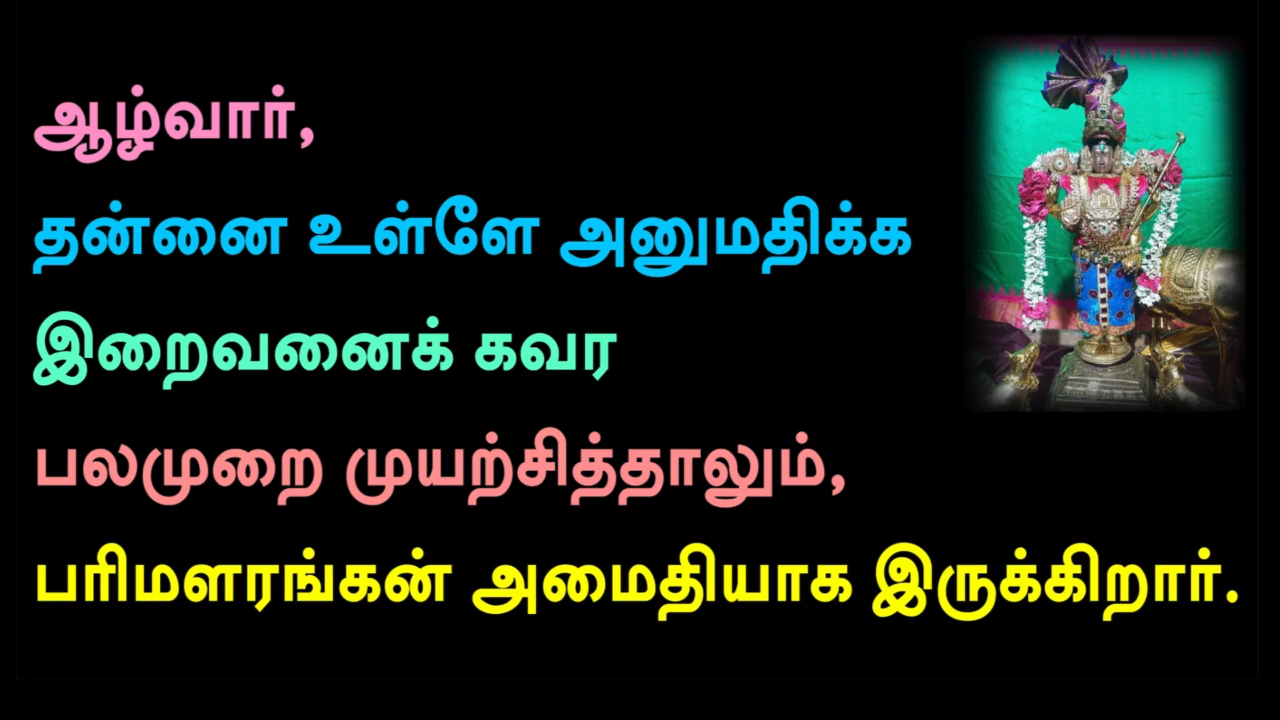 ஆழ்வார்,
தன்னை உள்ளே அனுமதிக்க
இறைவனைக் கவர
பலமுறை முயற்சித்தாலும்,
பரிமளரங்கன் அமைதியாக இருக்கிறார்.